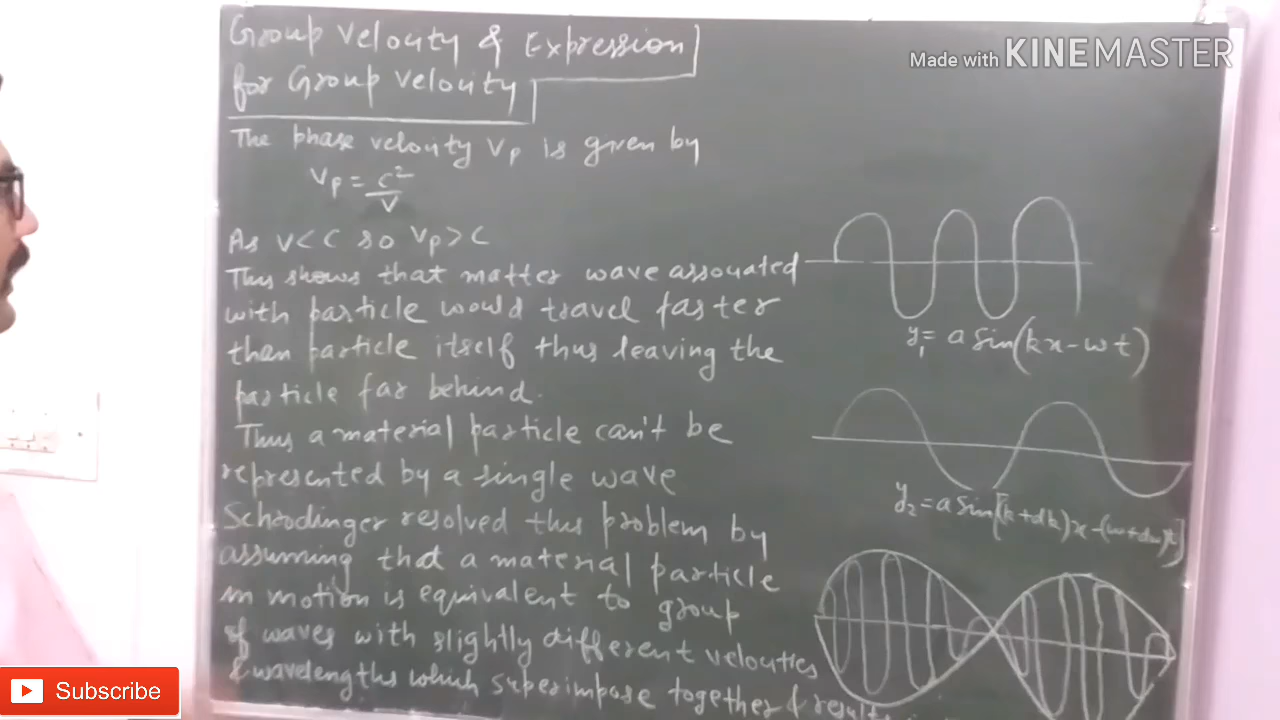 Group Velocity & Expression
for Group Velocity
The phase velocity Vp is given by
Vp = c²/V
As V < C so Vp > C
This shows that matter wave associated
with particle would travel faster
than particle itself thus leaving the
particle far behind.
Thus a material particle can't be
represented by a single wave
Schrodinger resolved this problem by
assuming that a material particle
in motion is equivalent to group
of waves with slightly different velocities
& wavelengths which superimpose together &
Made with KINEMASTER
y₁ = a sin(kx - wt)
y₂ = a sin[(k+dk)x - (w+dw)t]
Subscribe